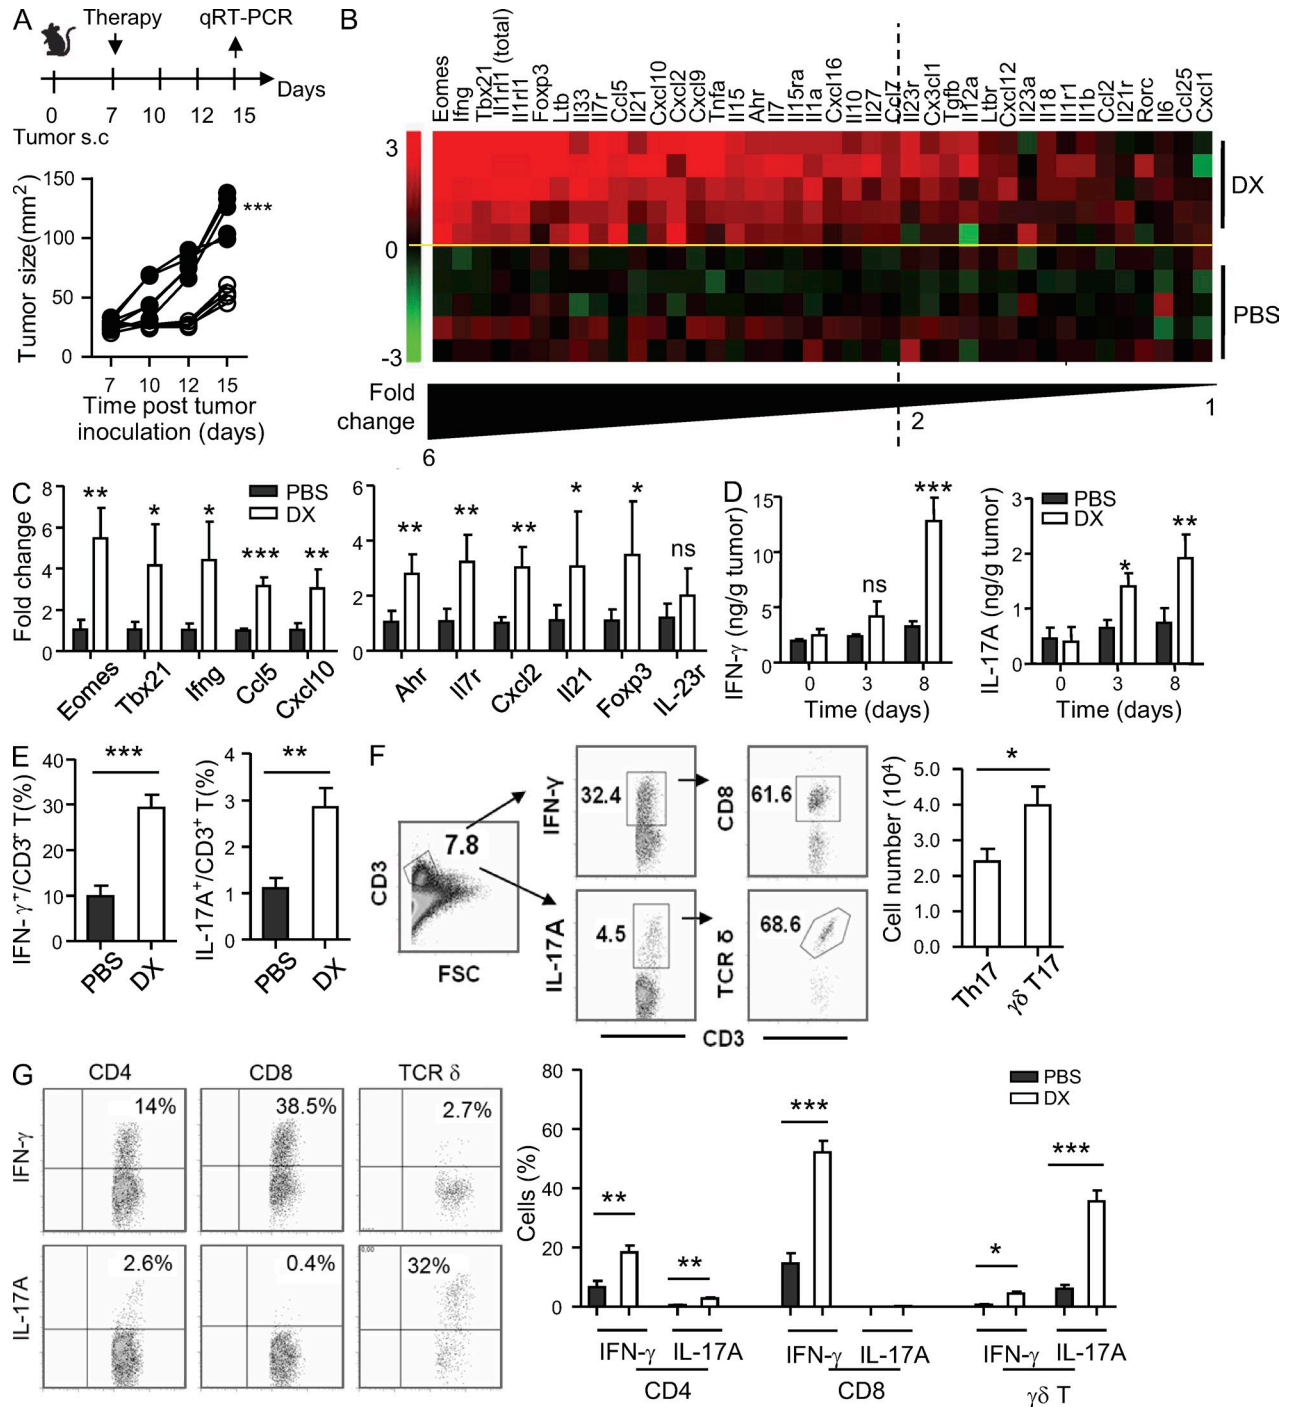 A
Therapy
qRT-PCR
Days
0
7
10
12
15
Tumor s.c
Tumor size(mm²)
150
100
50
0
***
7
10
12
15
Time post tumor
inoculation (days)
B
Eomes
Ifng
Tbx21
Il1rl1 (total)
Il1rl1
Foxp3
Ltb
Il33
Il7r
Ccl5
Il21
Cxcl10
Cxcl2
Cxcl9
Tnfa
Il15
Ahr
Il7
Il15ra
Il1a
Cxcl16
Il10
Il27
Ccl7
Il23r
Cx3cl1
Tgfb
Il12a
Ltbr
Cxcl12
Il23a
Il18
Il1r1
Il1b
Ccl2
Il21r
Rorc
Il6
Ccl25
Cxcl1
3
0
-3
DX
PBS
Fold
change
6
2
1
C
Fold change
8
6
4
2
0
PBS
DX
**
*
*
***
**
Eomes
Tbx21
Ifng
Ccl5
Cxcl10
6
4
2
0
**
**
**
*
*
ns
Ahr
Il7r
Cxcl2
Il21
Foxp3
IL-23r
D
IFN-γ (ng/g tumor)
15
10
5
0
ns
***
0
3
8
Time (days)
IL-17A (ng/g tumor)
3
2
1
0
PBS
DX
*
**
0
3
8
Time (days)
E
IFN-γ⁺/CD3⁺ T(%)
40
30
20
10
0
***
PBS
DX
IL-17A⁺/CD3⁺ T(%)
4
3
2
1
0
**
PBS
DX
F
CD3
7.8
FSC
IFN-γ
32.4
CD8
61.6
IL-17A
4.5
TCR δ
68.6
CD3
Cell number (10⁴)
5.0
4.0
3.0
2.0
1.0
0.0
*
Th17
γδ T17
G
CD4
CD8
TCR δ
IFN-γ
14%
38.5%
2.7%
IL-17A
2.6%
0.4%
32%
Cells (%)
80
60
40
20
0
PBS
DX
**
**
***
*
***
IFN-γ
IL-17A
IFN-γ
IL-17A
IFN-γ
IL-17A
CD4
CD8
γδ T